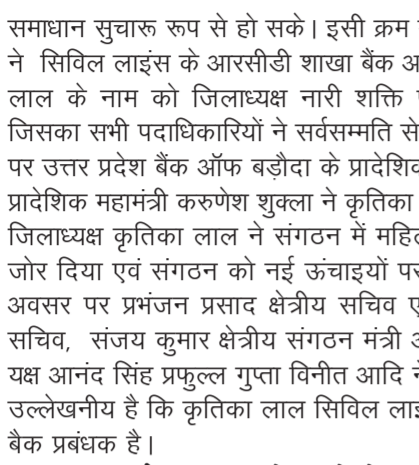 समाधान सुचारू रूप से हो सके। इसी क्रम
ने सिविल लाइंस के आरसीडी शाखा बैंक
लाल के नाम को जिलाध्यक्ष नारी शक्ति
जिसका सभी पदाधिकारियों ने सर्वसम्मति से
पर उत्तर प्रदेश बैंक ऑफ बड़ौदा के
प्रादेशिक महामंत्री करुणेश शुक्ला ने कृतिका
जिलाध्यक्ष कृतिका लाल ने संगठन में
जोर दिया एवं संगठन को नई ऊंचाइयों
अवसर पर प्रभंजन प्रसाद क्षेत्रीय सचिव
सचिव, संजय कुमार क्षेत्रीय संगठन मंत्री
यक्ष आनंद सिंह प्रफुल्ल गुप्ता विनीत आदि
उल्लेखनीय है कि कृतिका लाल सिविल
बैक प्रबंधक है।